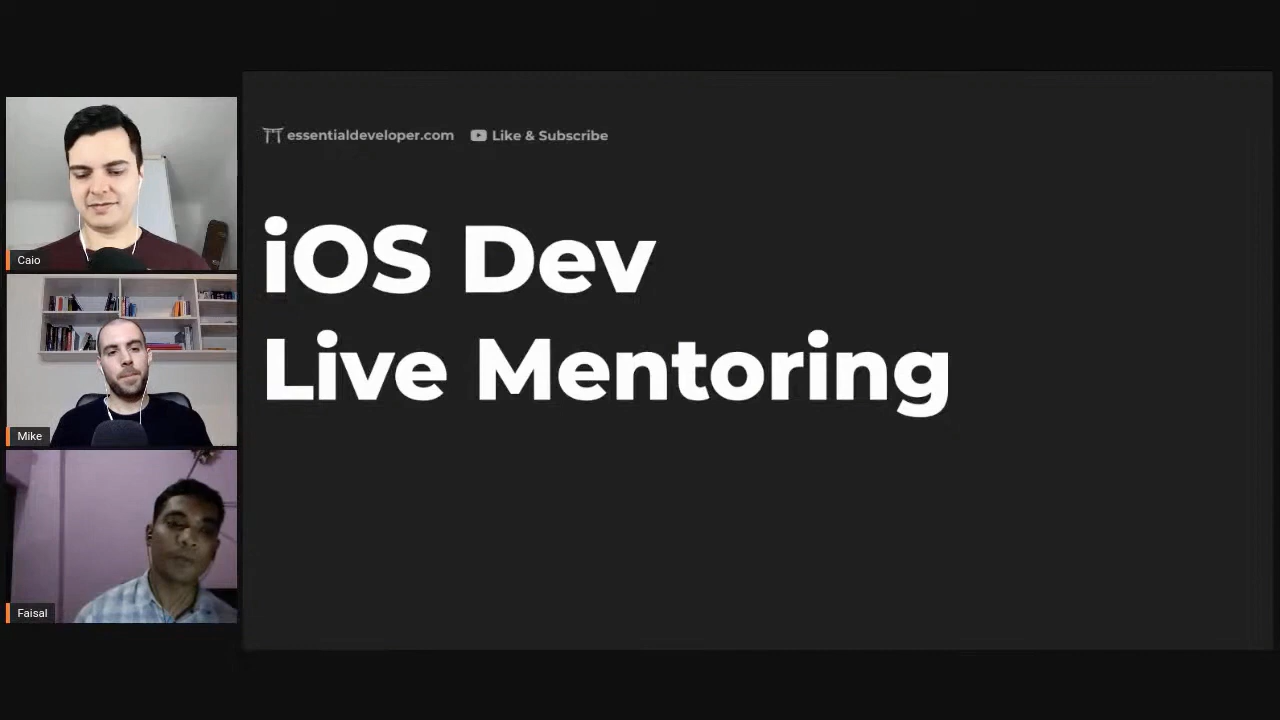 essentialdeveloper.com Like & Subscribe
iOS Dev
Live Mentoring
Caio
Mike
Faisal